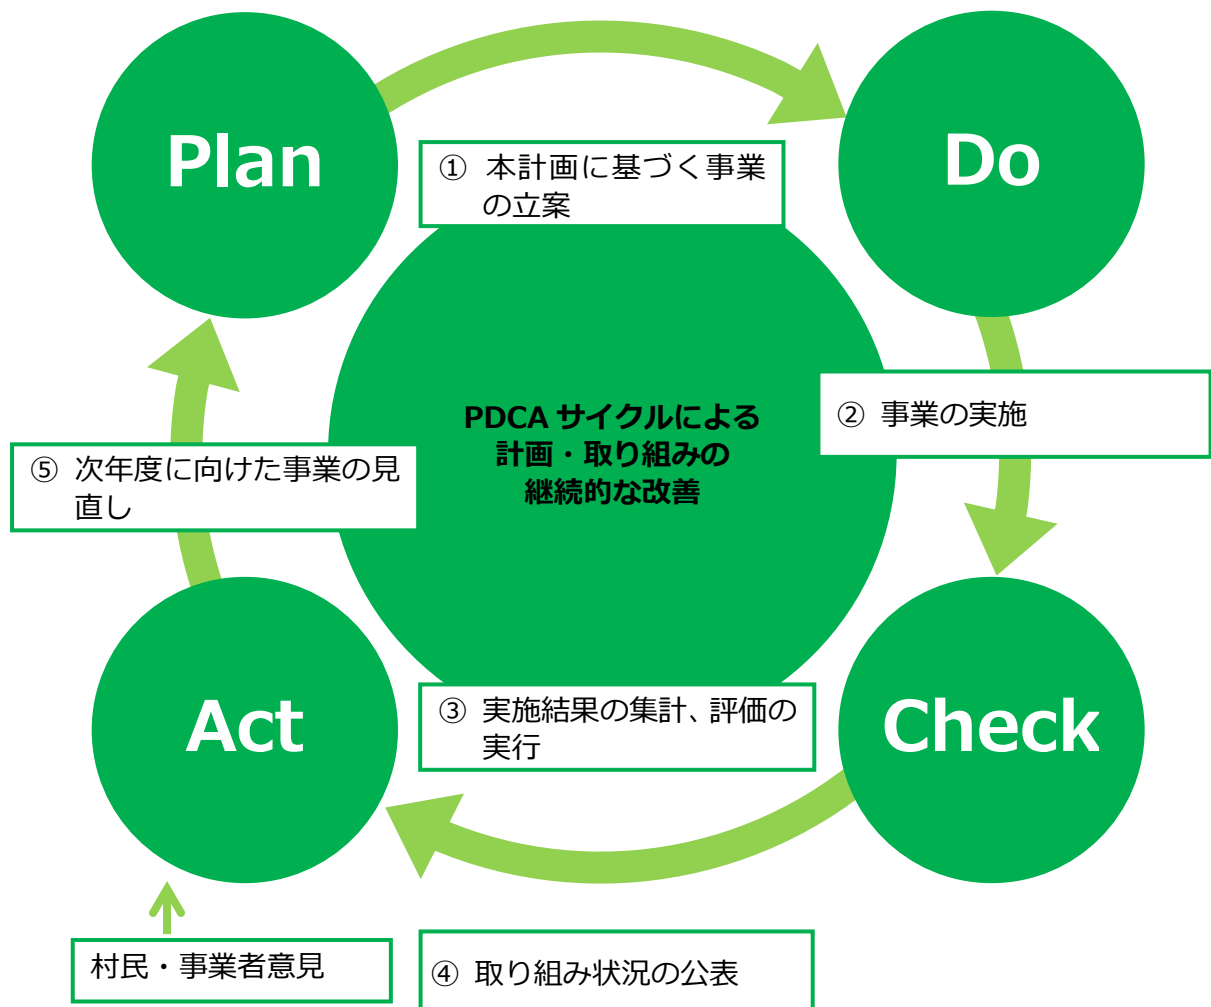 Plan
Do
① 本計画に基づく事業
の立案
PDCA サイクルによる
計画・取り組みの
継続的な改善
② 事業の実施
⑤ 次年度に向けた事業の見
直し
Act
③ 実施結果の集計、評価の
実行
Check
村民・事業者意見
④ 取り組み状況の公表